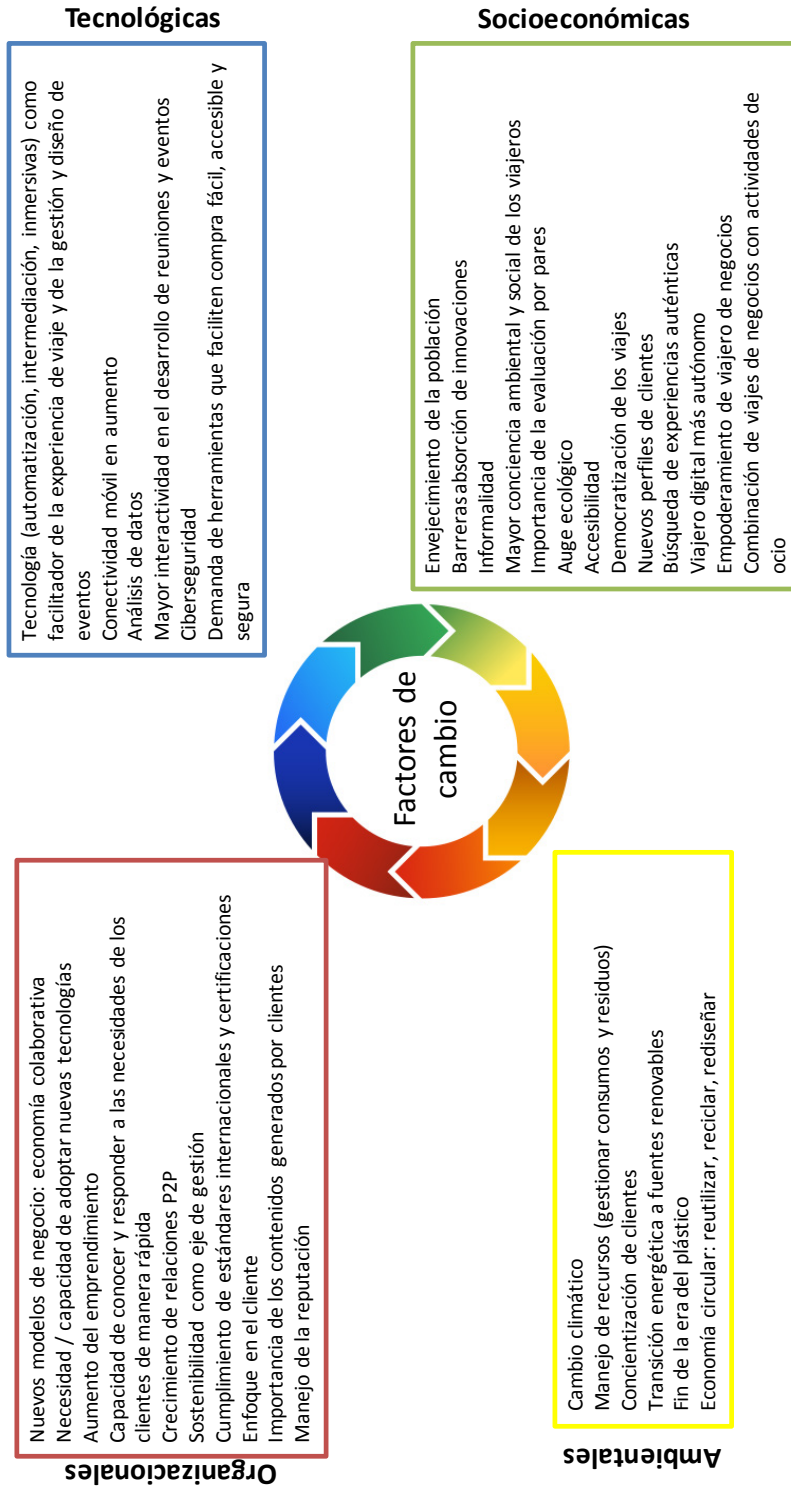 Organizacionales
Nuevos modelos de negocio: economía colaborativa
Necesidad / capacidad de adoptar nuevas tecnologías
Aumento del emprendimiento
Capacidad de conocer y responder a las necesidades de los
clientes de manera rápida
Crecimiento de relaciones P2P
Sostenibilidad como eje de gestión
Cumplimiento de estándares internacionales y certificaciones
Enfoque en el cliente
Importancia de los contenidos generados por clientes
Manejo de la reputación
Tecnológicas
Tecnología (automatización, intermediación, inmersivas) como
facilitador de la experiencia de viaje y de la gestión y diseño de
eventos
Conectividad móvil en aumento
Análisis de datos
Mayor interactividad en el desarrollo de reuniones y eventos
Ciberseguridad
Demanda de herramientas que faciliten compra fácil, accesible y
segura
Factores de
cambio
Ambientales
Cambio climático
Manejo de recursos (gestionar consumos y residuos)
Concientización de clientes
Transición energética a fuentes renovables
Fin de la era del plástico
Economía circular: reutilizar, reciclar, rediseñar
Socioeconómicas
Envejecimiento de la población
Barreras absorción de innovaciones
Informalidad
Mayor conciencia ambiental y social de los viajeros
Importancia de la evaluación por pares
Auge ecológico
Accesibilidad
Democratización de los viajes
Nuevos perfiles de clientes
Búsqueda de experiencias auténticas
Viajero digital más autónomo
Empoderamiento de viajero de negocios
Combinación de viajes de negocios con actividades de
ocio